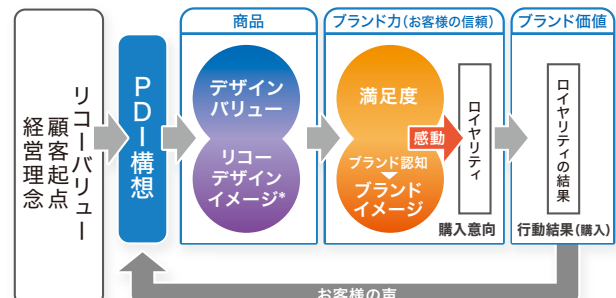 リコーバリュー
顧客起点
経営理念
PDI構想
商品
デザイン
バリュー
リコー
デザイン
イメージ*
ブランド力(お客様の信頼)
満足度
感動
ブランド認知
ブランド
イメージ
ロイヤリティ
購入意向
ブランド価値
ロイヤリティの結果
行動結果(購入)
お客様の声